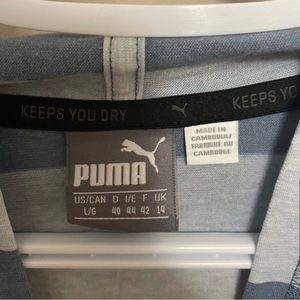 KEEPS YOU DRY
KEEPS YOU
PUMA
US/CAN D I/E F UK
L/G 40 44 42 14
MADE IN
CAMBODIA/
FABRIQUÉ AU
CAMBODGE